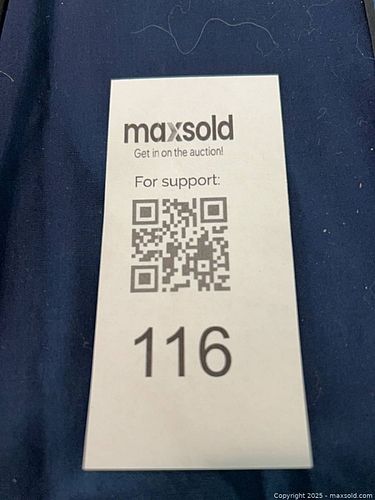 maxsold
Get in on the auction!
For support:
116
Copyright 2025 - maxsold.com